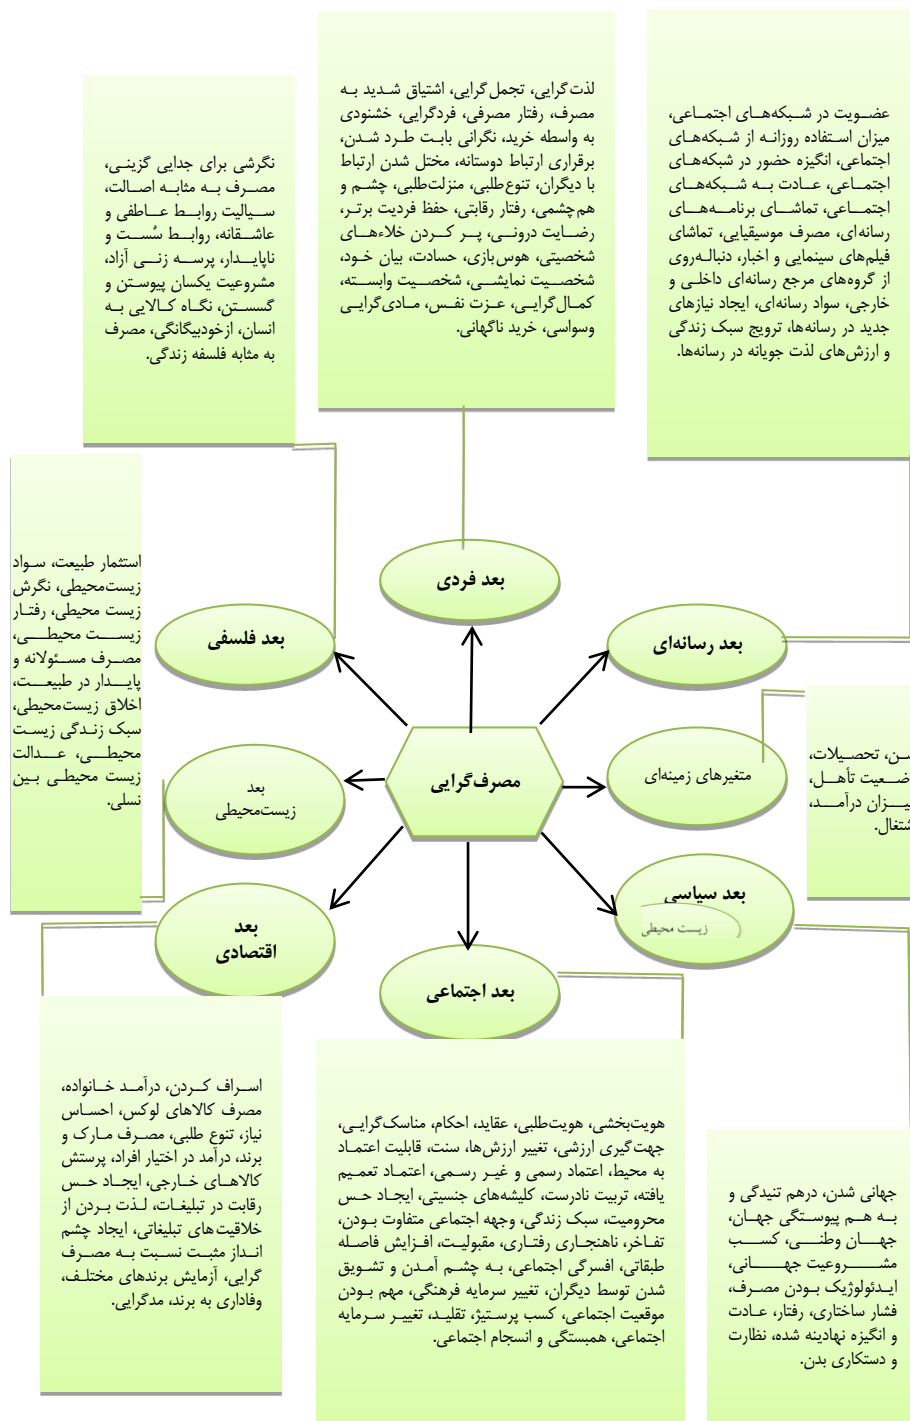 عضویت در شبکه‌های اجتماعی،
میزان استفاده روزانه از شبکه‌های
اجتماعی، انگیزه حضور در شبکه‌های
اجتماعی، عادت به شبکه‌های
اجتماعی، تماشای برنامه‌های
رسانه‌ای، مصرف موسیقیایی، تماشای
فیلم‌های سینمایی و اخبار، دنباله‌روی
از گروه‌های مرجع رسانه‌ای داخلی و
خارجی، سواد رسانه‌ای، ایجاد نیازهای
جدید در رسانه‌ها، ترویج سبک زندگی
و ارزش‌های لذت جویانه در رسانه‌ها.
لذت‌گرایی، تجمل‌گرایی، اشتیاق شدید به
مصرف، رفتار مصرفی، فردگرایی، خشنودی
به واسطه خرید، نگرانی بابت طرد شدن،
برقراری ارتباط دوستانه، مختل شدن ارتباط
با دیگران، تنوع‌طلبی، منزلت‌طلبی، چشم و
هم‌چشمی، رفتار رقابتی، حفظ فردیت برتر،
رضایت درونی، پر کردن خلاءهای
شخصیتی، هوس‌بازی، حسادت، بیان خود،
شخصیت نمایشی، شخصیت وابسته،
کمال‌گرایی، عزت نفس، مادی‌گرایی
وسواسی، خرید ناگهانی.
نگرشی برای جدایی گزینی،
مصرف به مثابه اصالت،
سیالیت روابط عاطفی و
عاشقانه، روابط سُست و
ناپایدار، پرسه زنی آزاد،
مشروعیت یکسان پیوستن و
گسستن، نگاه کالایی به
انسان، ازخودبیگانگی، مصرف
به مثابه فلسفه زندگی.
استثمار طبیعت، سواد
زیست‌محیطی، نگرش
زیست محیطی، رفتار
زیست محیطی،
مصرف مسئولانه و
پایدار در طبیعت،
اخلاق زیست‌محیطی،
سبک زندگی زیست
محیطی، عدالت
زیست محیطی بین
نسلی.
بعد فردی
بعد رسانه‌ای
بعد فلسفی
مصرف‌گرایی
متغیرهای زمینه‌ای
سن، تحصیلات،
ضعیت تأهل،
یزان درآمد،
شتغال.
بعد
زیست‌محیطی
بعد سیاسی
زیست محیطی
بعد
اقتصادی
بعد اجتماعی
اسراف کردن، درآمد خانواده،
مصرف کالاهای لوکس، احساس
نیاز، تنوع طلبی، مصرف مارک و
برند، درآمد در اختیار افراد، پرستش
کالاهای خارجی، ایجاد حس
رقابت در تبلیغات، لذت بردن از
خلاقیت‌های تبلیغاتی، ایجاد چشم
انداز مثبت نسبت به مصرف
گرایی، آزمایش برندهای مختلف،
وفاداری به برند، مدگرایی.
هویت‌بخشی، هویت‌طلبی، عقاید، احکام، مناسک‌گرایی،
جهت‌گیری ارزشی، تغییر ارزش‌ها، سنت، قابلیت اعتماد
به محیط، اعتماد رسمی و غیر رسمی، اعتماد تعمیم
یافته، تربیت نادرست، کلیشه‌های جنسیتی، ایجاد حس
محرومیت، سبک زندگی، وجهه اجتماعی متفاوت بودن،
تفاخر، ناهنجاری رفتاری، مقبولیت، افزایش فاصله
طبقاتی، افسرگی اجتماعی، به چشم آمدن و تشویق
شدن توسط دیگران، تغییر سرمایه فرهنگی، مهم بودن
موقعیت اجتماعی، کسب پرستیژ، تقلید، تغییر سرمایه
اجتماعی، همبستگی و انسجام اجتماعی.
جهانی شدن، درهم تنیدگی و
به هم پیوستگی جهان،
جهان وطنی، کسب
مشروعیت جهانی،
ایدئولوژیک بودن مصرف،
فشار ساختاری، رفتار، عادت
و انگیزه نهادینه شده، نظارت
و دستکاری بدن.